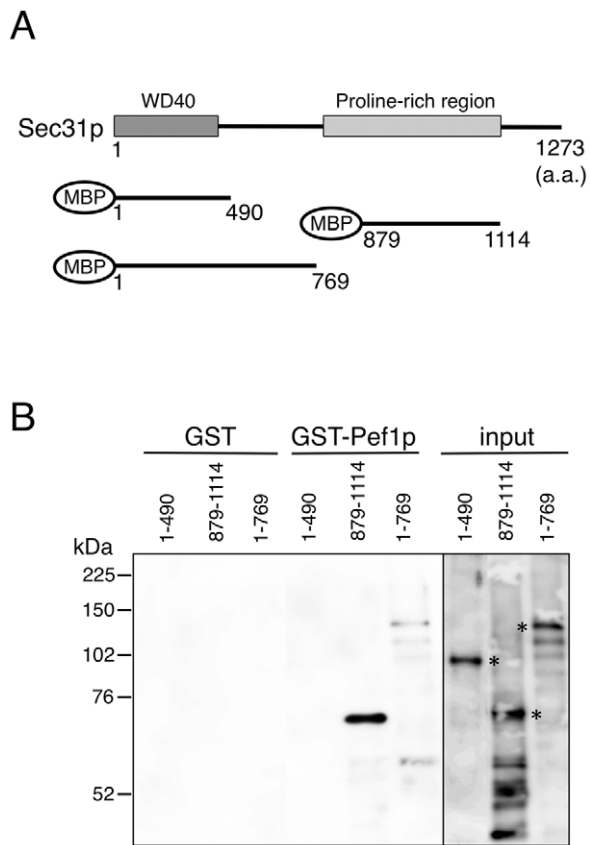 A
WD40 Proline-rich region
Sec31p
1 1273
(a.a.)
MBP 1 490
MBP 879 1114
MBP 1 769
B
GST GST-Pef1p input
1-490 879-1114 1-769 1-490 879-1114 1-769 1-490 879-1114 1-769
kDa
225
150
*
102
*
76
*
52